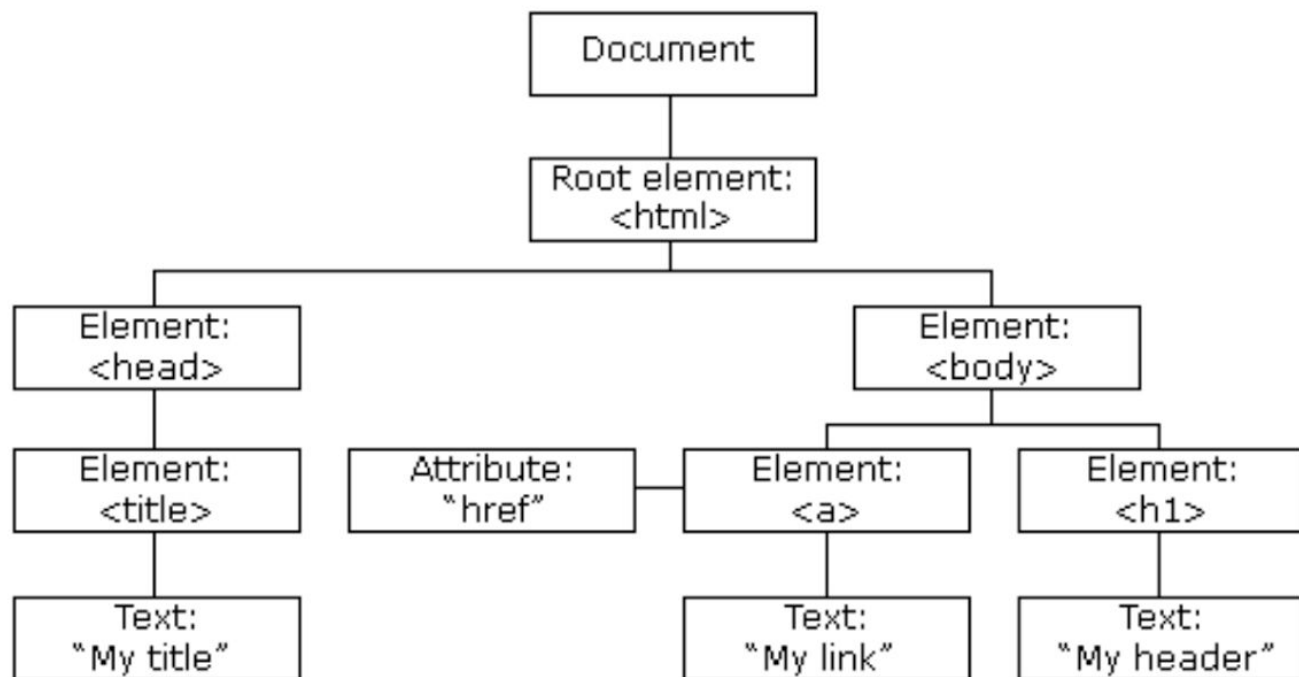 Document
Root element:
<html>
Element:
<head>
Element:
<body>
Element:
<title>
Attribute:
“href”
Element:
<a>
Element:
<h1>
Text:
“My title”
Text:
“My link”
Text:
“My header”